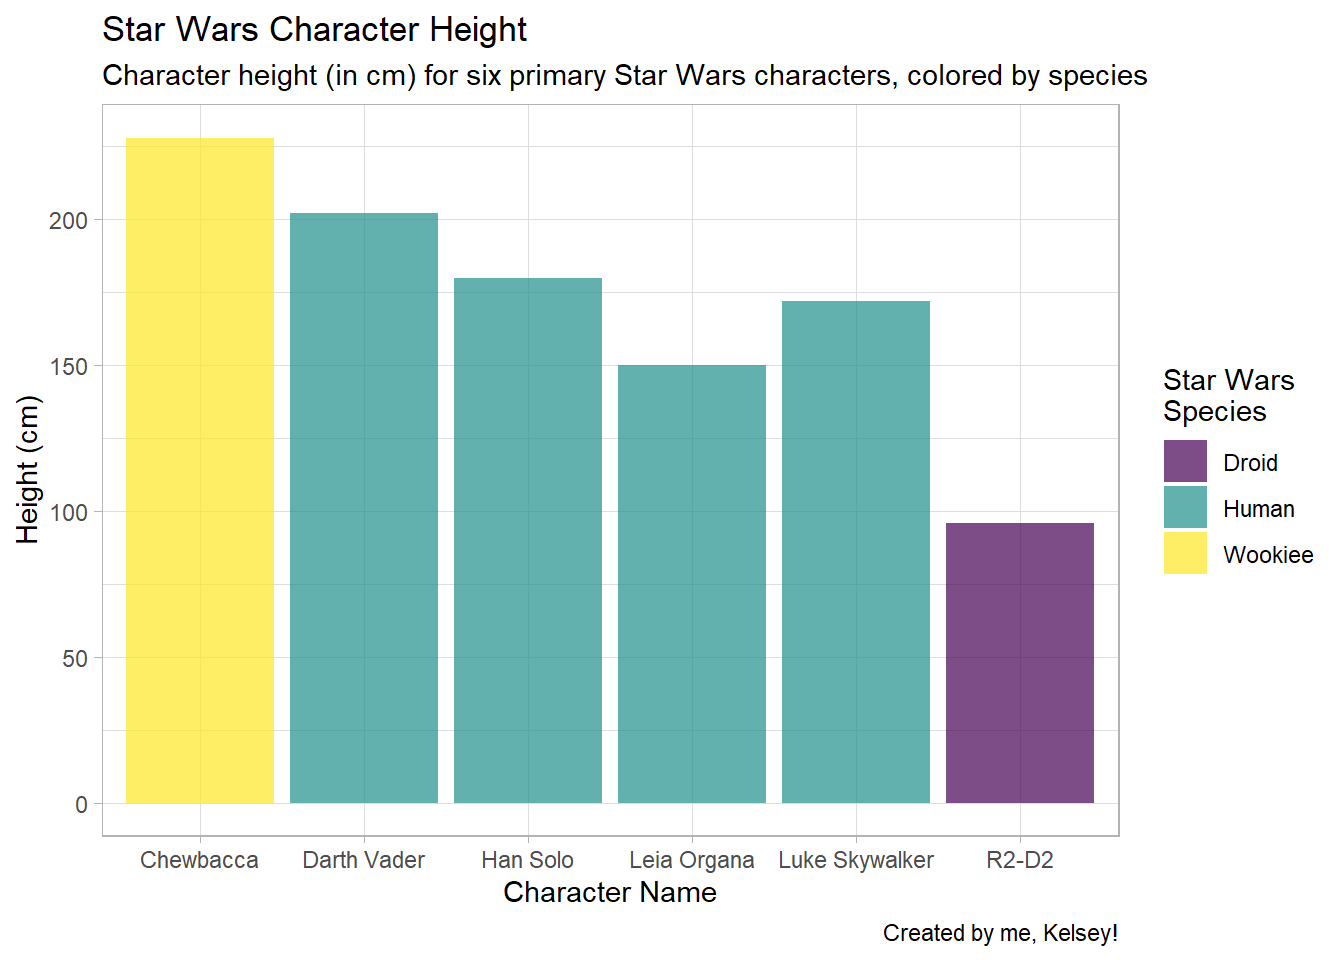 Star Wars Character Height
Character height (in cm) for six primary Star Wars characters, colored by species
Height (cm)
200
150
100
50
0
Chewbacca
Darth Vader
Han Solo
Leia Organa
Luke Skywalker
R2-D2
Character Name
Star Wars
Species
Droid
Human
Wookiee
Created by me, Kelsey!